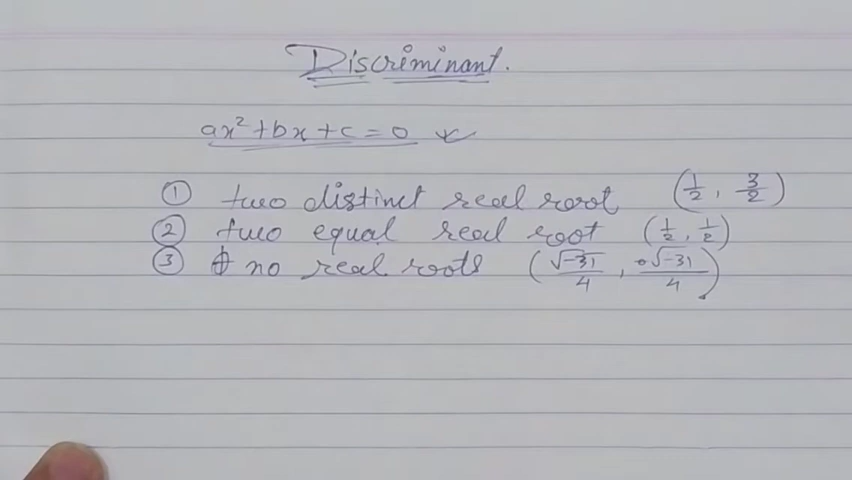 Discriminant.
ax² + bx + c = 0
① two distinct real root (1/2, 3/2)
② two equal real root (1/2, 1/2)
③ no real roots (√-31/4, √-31/4)